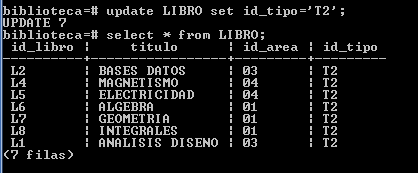 biblioteca=# update LIBRO set id_tipo='T2';
UPDATE 7
biblioteca=# select * from LIBRO;
id_libro | titulo | id_area | id_tipo
L2 | BASES DATOS | 03 | T2
L4 | MAGNETISMO | 04 | T2
L5 | ELECTRICIDAD | 04 | T2
L6 | ALGEBRA | 01 | T2
L7 | GEOMETRIA | 01 | T2
L8 | INTEGRALES | 01 | T2
L1 | ANALISIS DISENO | 03 | T2
(7 filas)